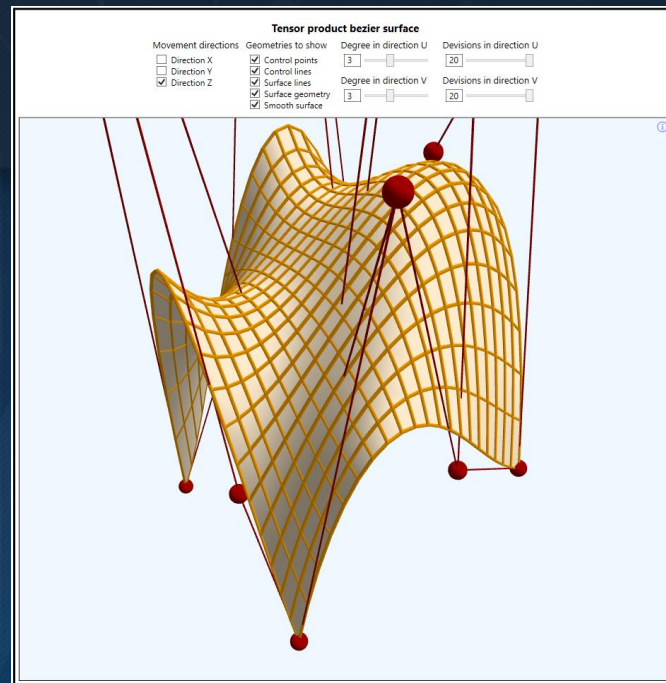 Tensor product bezier surface
Movement directions Geometries to show Degree in direction U Devisions in direction U
Direction X Control points 3 20
Direction Y Control lines
Direction Z Surface lines Degree in direction V Devisions in direction V
Surface geometry 3 20
Smooth surface